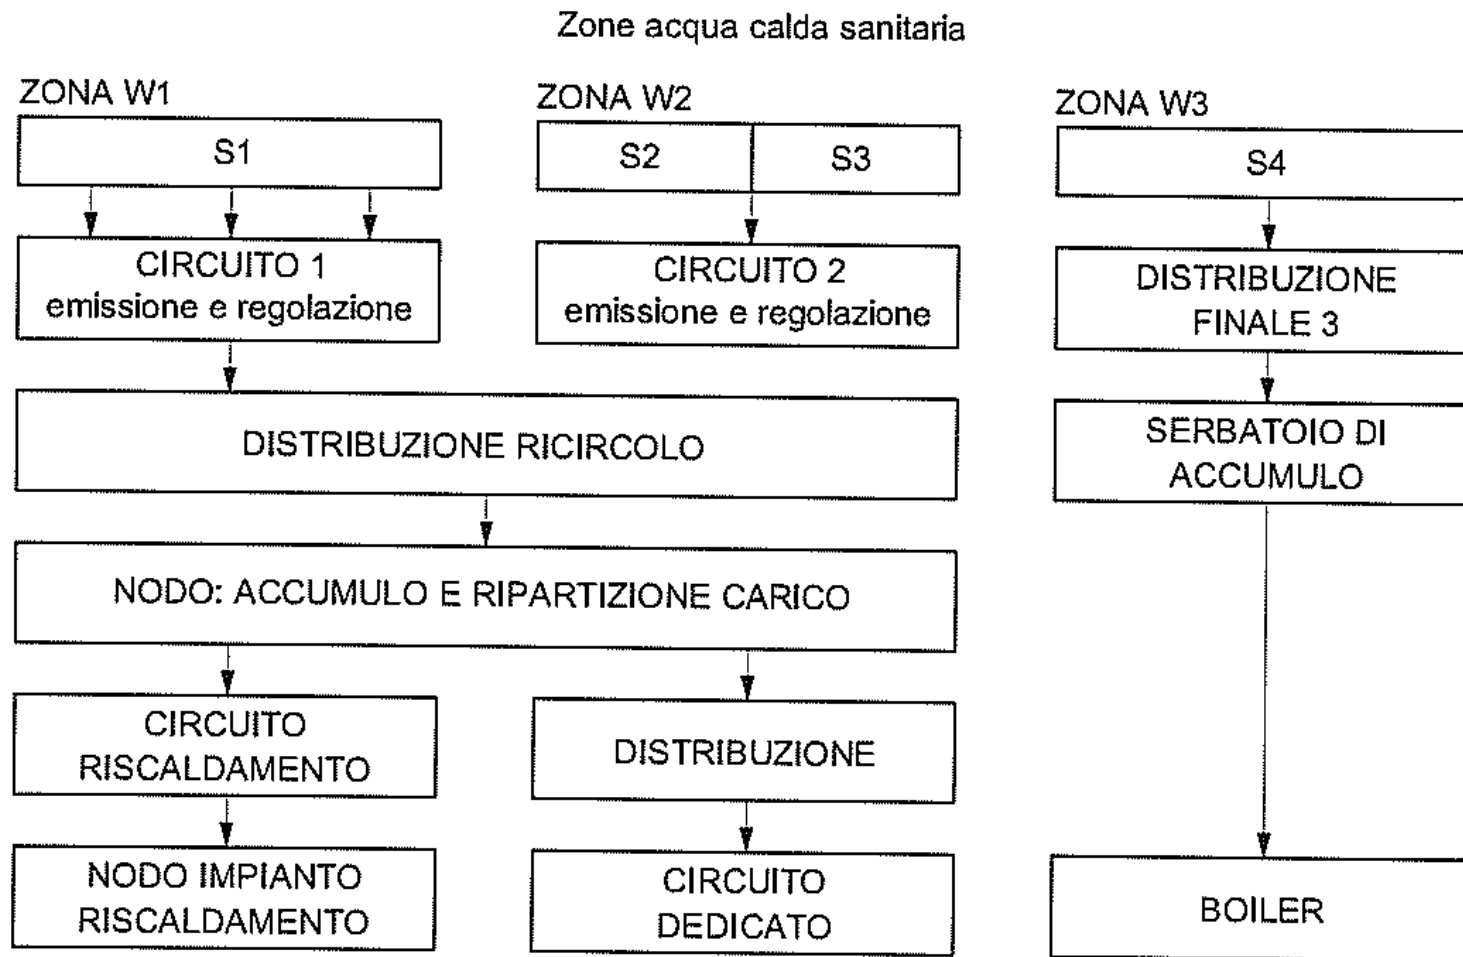 Zone acqua calda sanitaria
ZONA W1
ZONA W2
ZONA W3
S1
S2
S3
S4
CIRCUITO 1
emissione e regolazione
CIRCUITO 2
emissione e regolazione
DISTRIBUZIONE
FINALE 3
DISTRIBUZIONE RICIRCOLO
SERBATOIO DI
ACCUMULO
NODO: ACCUMULO E RIPARTIZIONE CARICO
CIRCUITO
RISCALDAMENTO
DISTRIBUZIONE
NODO IMPIANTO
RISCALDAMENTO
CIRCUITO
DEDICATO
BOILER